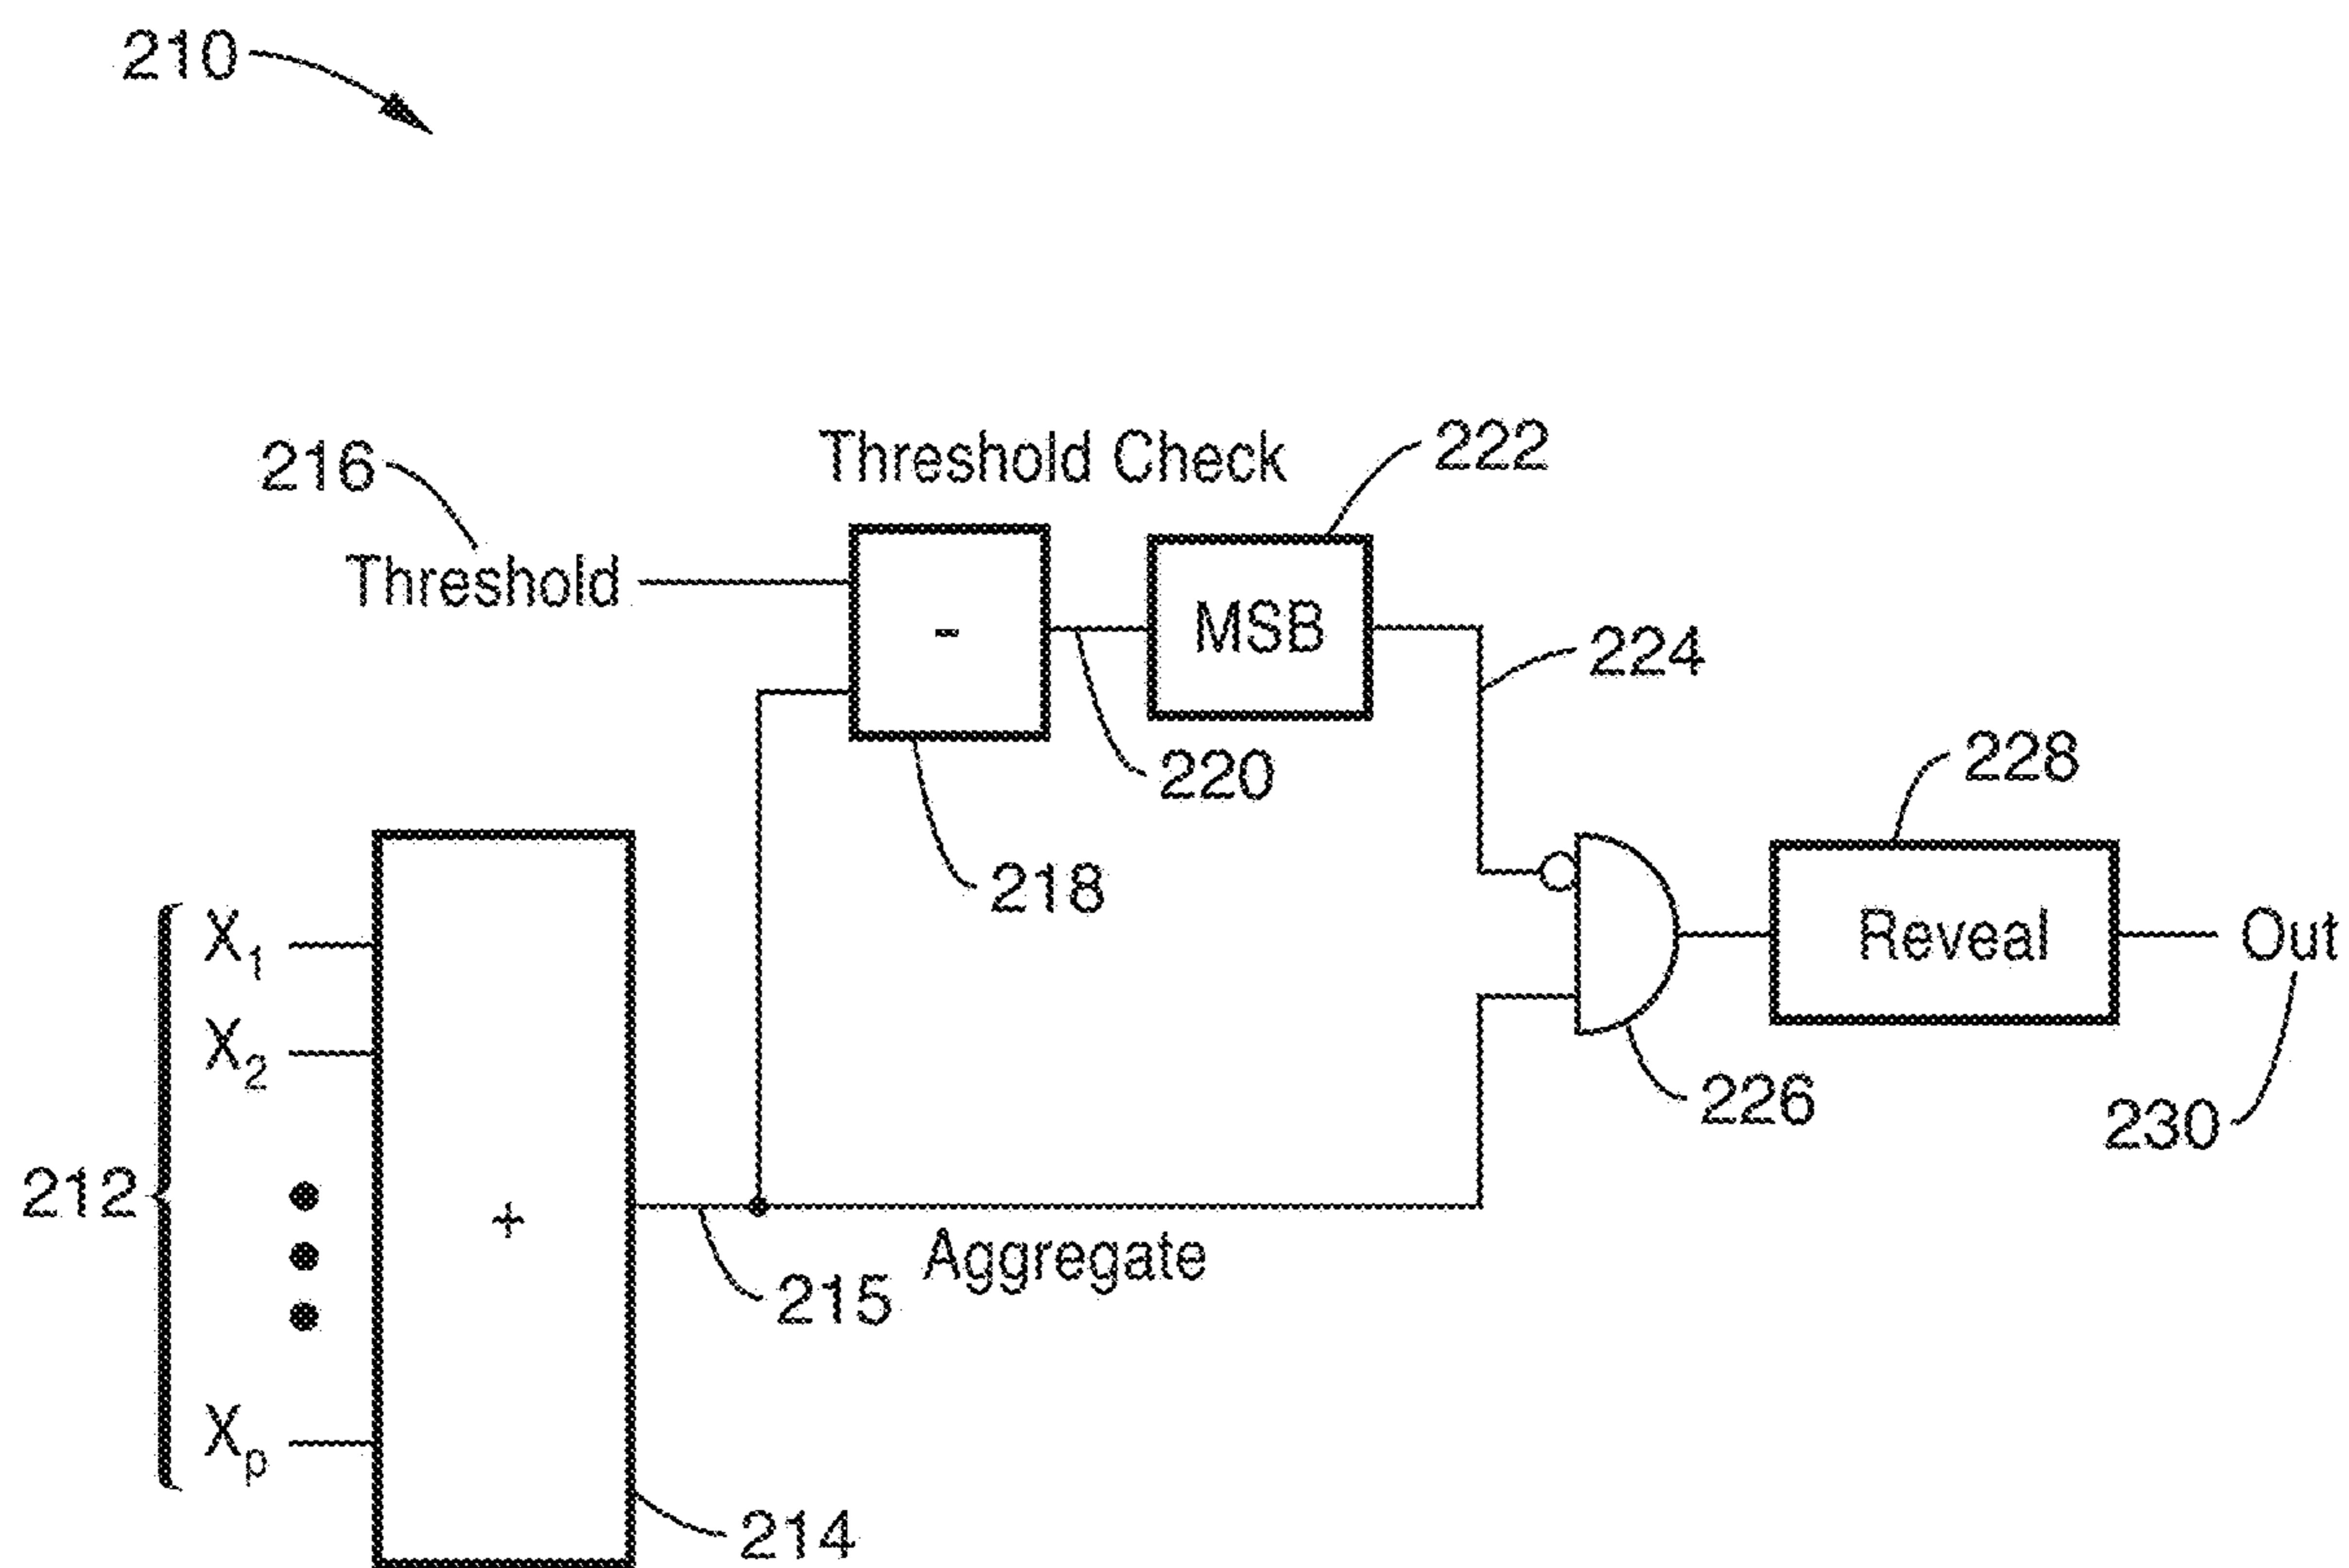 210
216
Threshold Check
222
Threshold
-
MSB
224
220
228
218
X1
Reveal
Out
X2
226
230
212
+
Aggregate
215
Xp
214